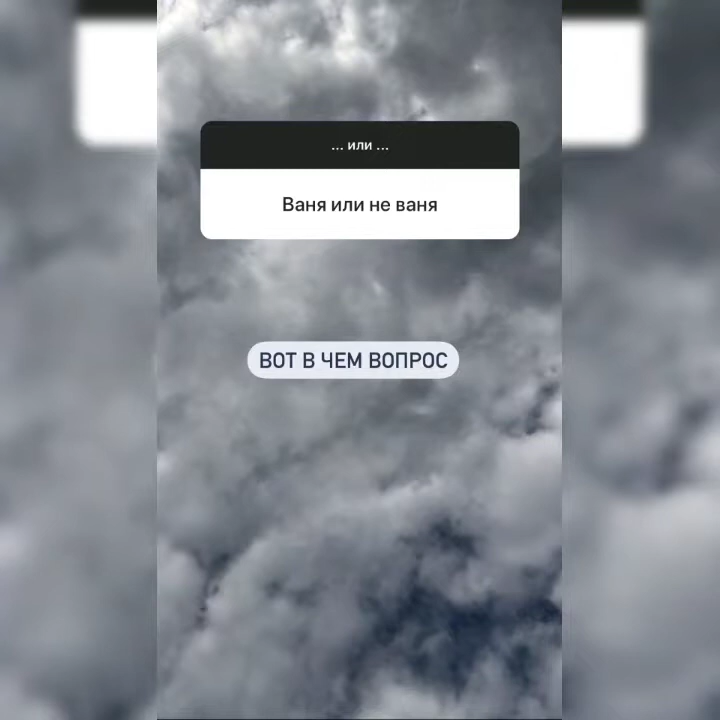 ... или ...
Ваня или не ваня
ВОТ В ЧЕМ ВОПРОС